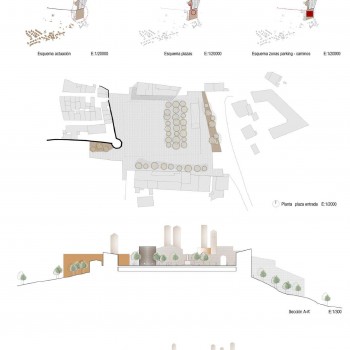 Esquema actuación E:1/20000
Esquema plazas E:1/20000
Esquema zonas parking - caminos E:1/20000
Planta plaza entrada E:1/2000
Sección A-A' E:1/500